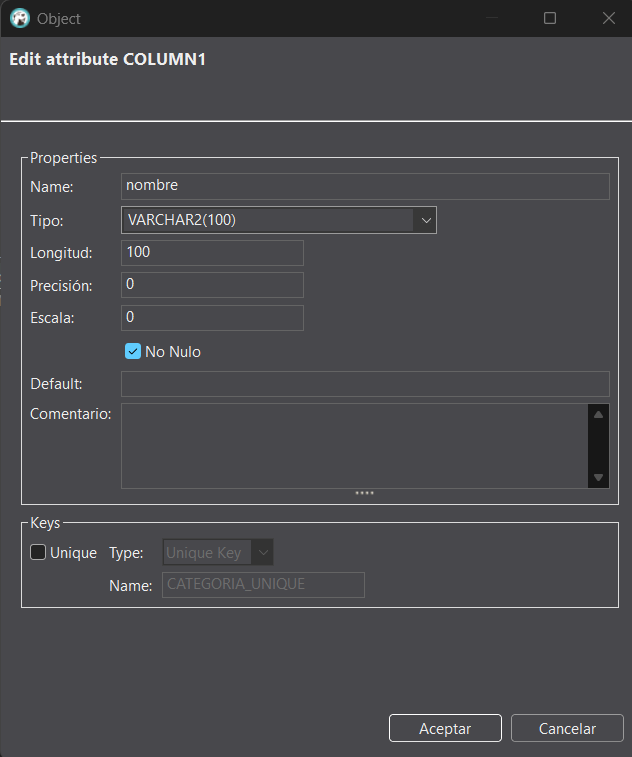 Object
Edit attribute COLUMN1
Properties
Name: nombre
Tipo: VARCHAR2(100)
Longitud: 100
Precisión: 0
Escala: 0
No Nulo
Default:
Comentario:
Keys
Unique Type: Unique Key
Name: CATEGORIA_UNIQUE
Aceptar Cancelar